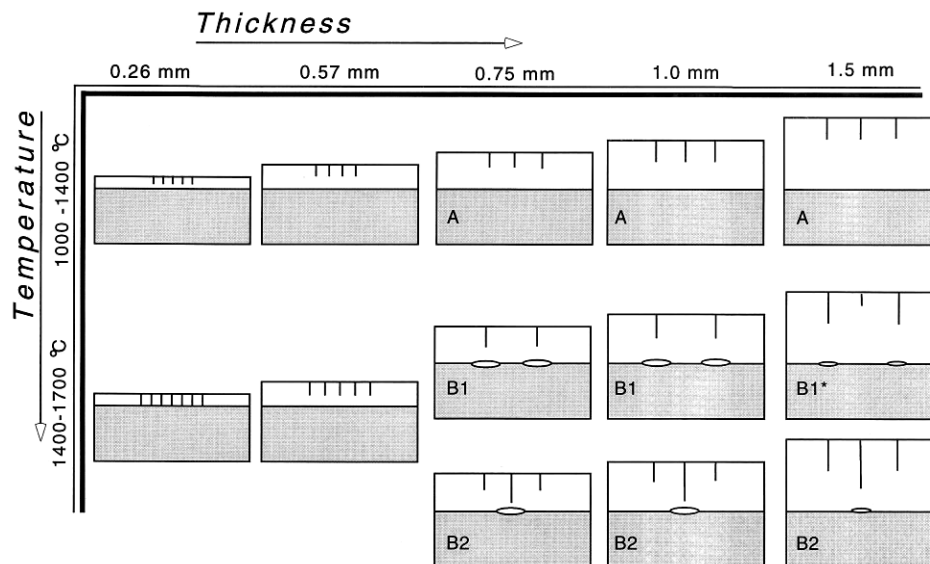 Thickness
0.26 mm
0.57 mm
0.75 mm
1.0 mm
1.5 mm
Temperature
1000 -1400 °C
A
A
A
1400-1700 °C
B1
B1
B1*
B2
B2
B2